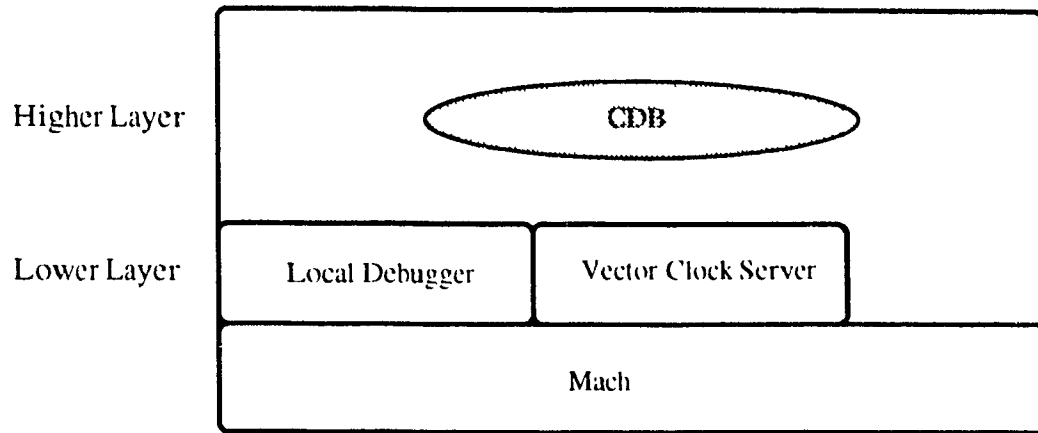 Higher Layer
CDB
Lower Layer
Local Debugger
Vector Clock Server
Mach